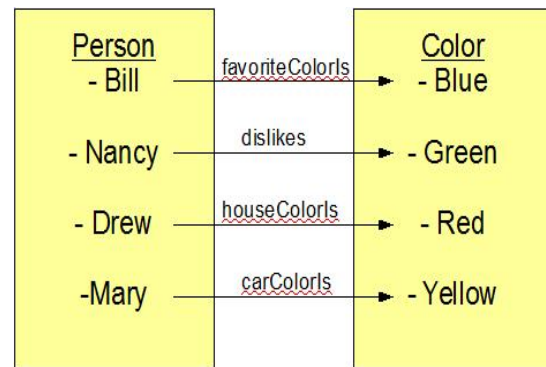 Person
- Bill
- Nancy
- Drew
-Mary
favoriteColorIs
dislikes
houseColorIs
carColorIs
Color
- Blue
- Green
- Red
- Yellow